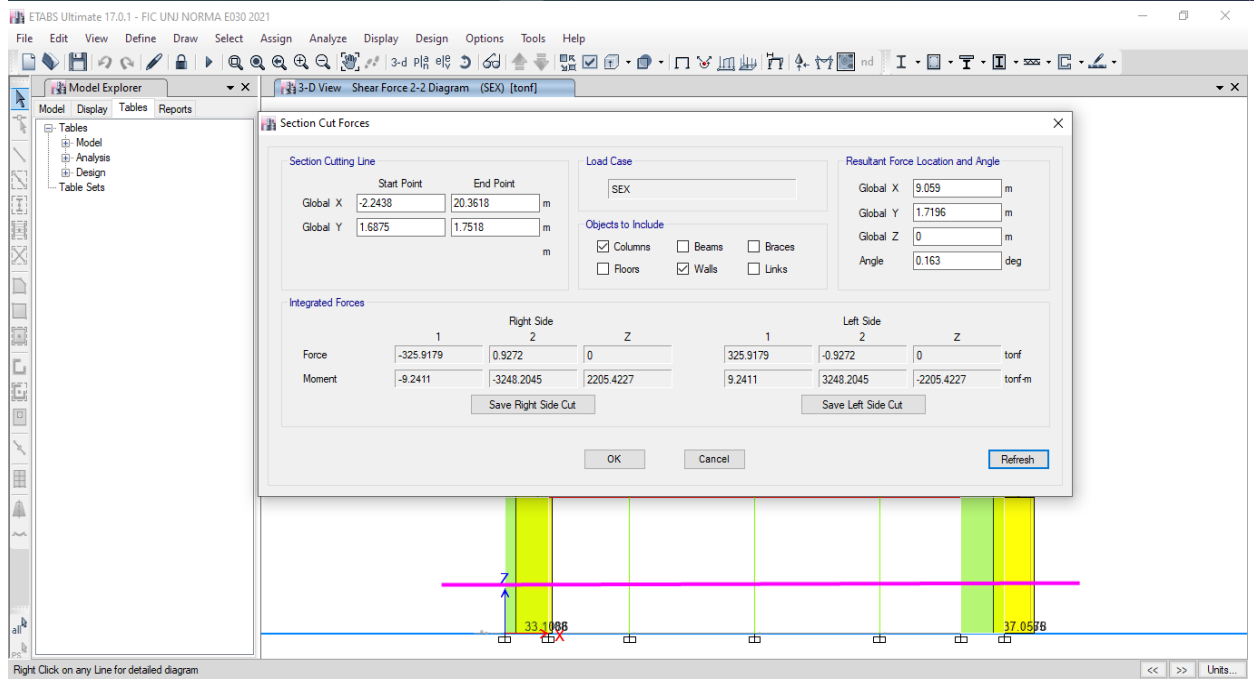 ETABS Ultimate 17.0.1 - FIC UNJ NORMA E030 2021
File Edit View Define Draw Select Assign Analyze Display Design Options Tools Help
3-d nd
Model Explorer
3-D View Shear Force 2-2 Diagram (SEX) [tonf]
Model Display Tables Reports
Tables
Model
Analysis
Design
Table Sets
Section Cut Forces
Section Cutting Line
Start Point End Point
Global X -2.2438 20.3618 m
Global Y 1.6875 1.7518 m
m
Load Case
SEX
Objects to Include
Columns Beams Braces
Floors Walls Links
Resultant Force Location and Angle
Global X 9.059 m
Global Y 1.7196 m
Global Z 0 m
Angle 0.163 deg
Integrated Forces
Right Side Left Side
1 2 Z 1 2 Z
Force -325.9179 0.9272 0 325.9179 -0.9272 0 tonf
Moment -9.2411 -3248.2045 2205.4227 9.2411 3248.2045 -2205.4227 tonf-m
Save Right Side Cut Save Left Side Cut
OK Cancel Refresh
Z
X
all
PS
Right Click on any Line for detailed diagram << >> Units...